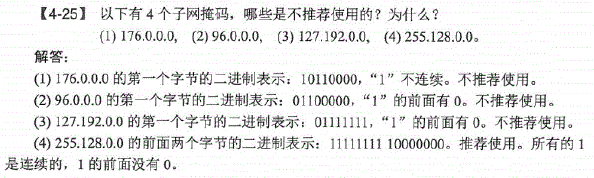 【4-25】 以下有 4 个子网掩码，哪些是不推荐使用的？为什么？
(1) 176.0.0.0, (2) 96.0.0.0, (3) 127.192.0.0, (4) 255.128.0.0。
解答：
(1) 176.0.0.0 的第一个字节的二进制表示：10110000，“1”不连续。不推荐使用。
(2) 96.0.0.0 的第一个字节的二进制表示：01100000，“1”的前面有 0。不推荐使用。
(3) 127.192.0.0 的第一个字节的二进制表示：01111111，“1”的前面有 0。不推荐使用。
(4) 255.128.0.0 的前面两个字节的二进制表示：11111111 10000000。推荐使用。所有的 1
是连续的，1 的前面没有 0。